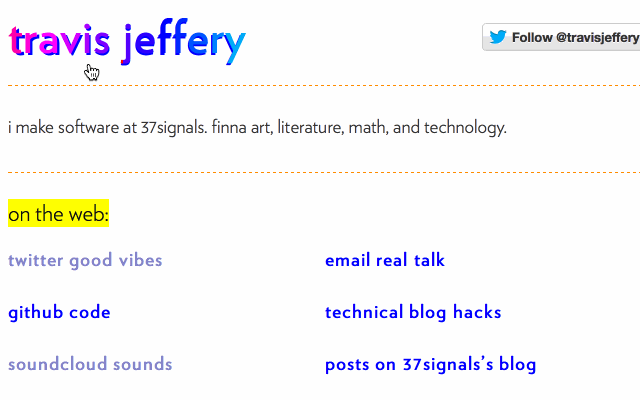 travis jeffery
Follow @travisjeffery
i make software at 37signals. finna art, literature, math, and technology.
on the web:
twitter good vibes
email real talk
github code
technical blog hacks
soundcloud sounds
posts on 37signals's blog